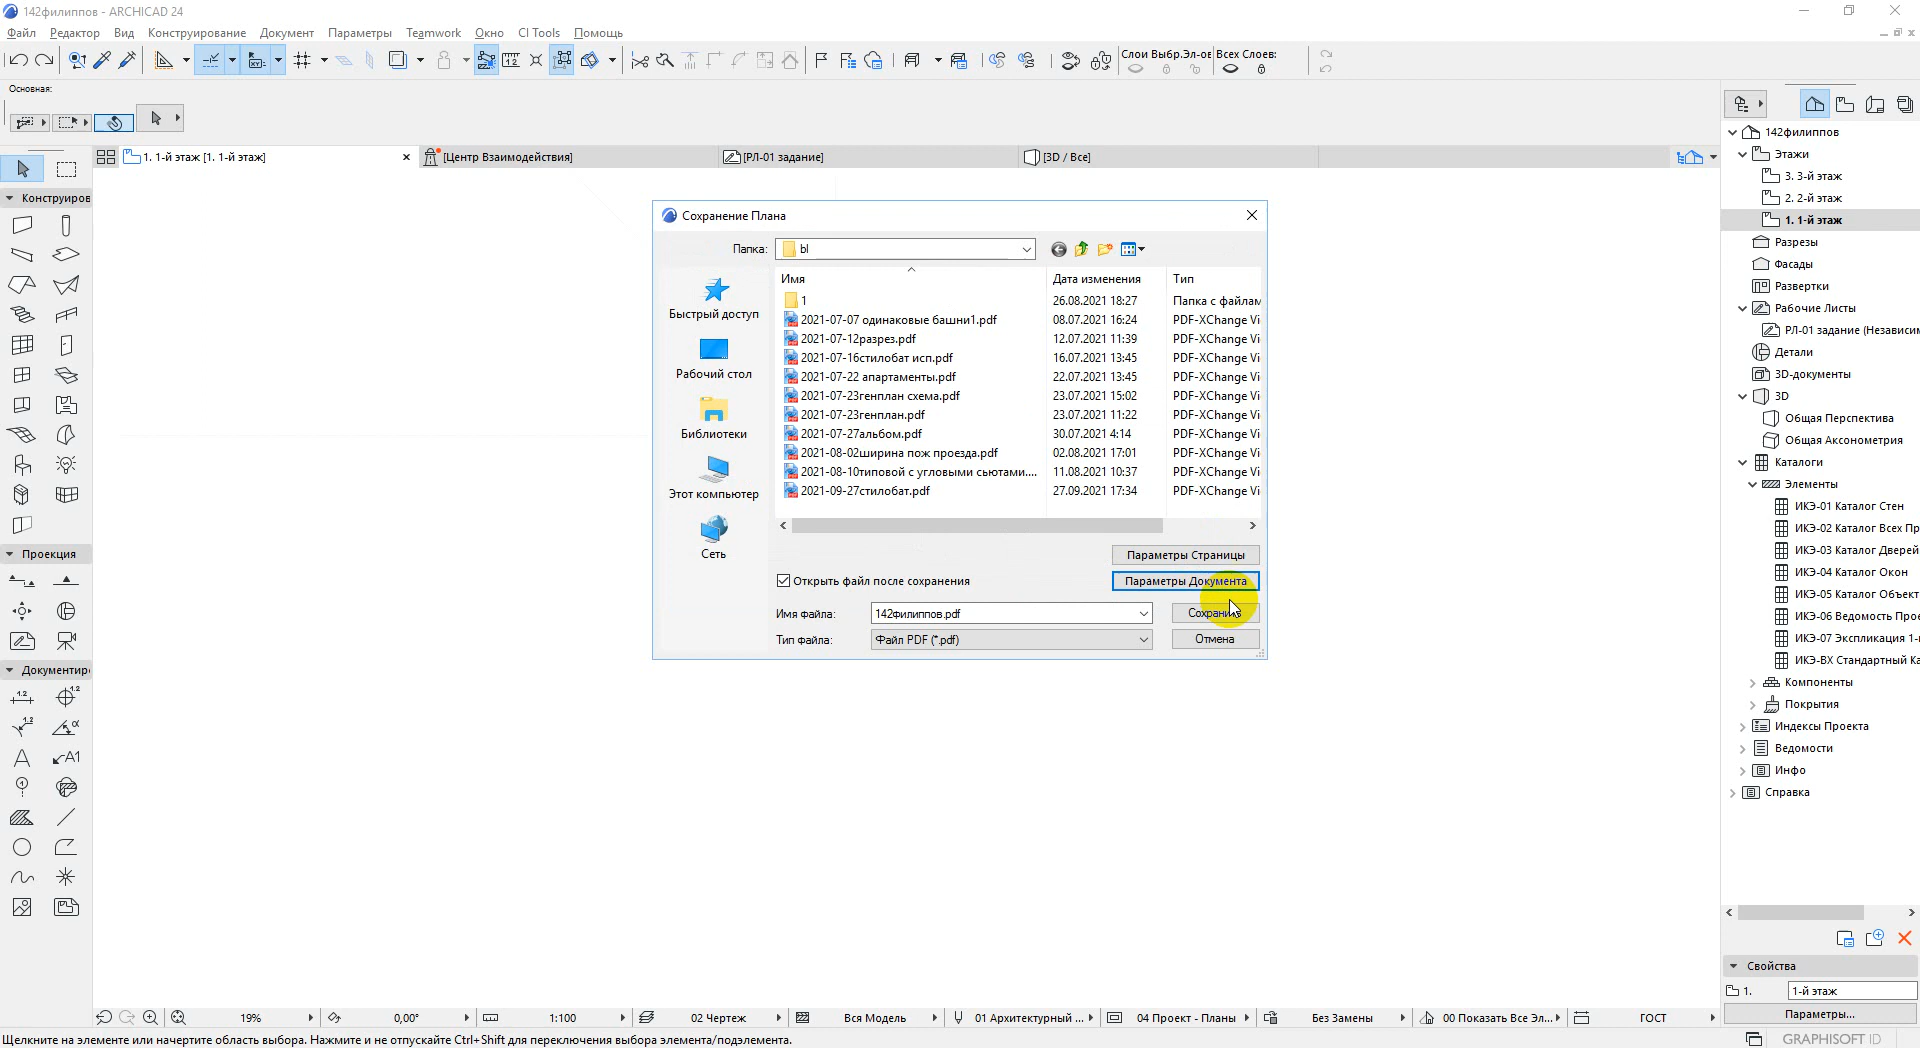 142филиппов - ARCHICAD 24
Файл Редактор Вид Конструирование Документ Параметры Teamwork Окно CI Tools Помощь
Слои Выбр.Эл-ов Всех Слоев:
Основная:
1. 1-й этаж [1. 1-й этаж]
[Центр Взаимодействия]
[РЛ-01 задание]
[3D / Все]
Конструиров
Проекция
Документиро
Сохранение Плана
Папка: bl
Имя Дата изменения Тип
1 26.08.2021 18:27 Папка с файлам
2021-07-07 одинаковые башни1.pdf 08.07.2021 16:24 PDF-XChange Vi
2021-07-12разрез.pdf 12.07.2021 11:39 PDF-XChange Vi
2021-07-16стилобат исп.pdf 16.07.2021 13:45 PDF-XChange Vi
2021-07-22 апартаменты.pdf 22.07.2021 13:45 PDF-XChange Vi
2021-07-23генплан схема.pdf 23.07.2021 15:02 PDF-XChange Vi
2021-07-23генплан.pdf 23.07.2021 11:22 PDF-XChange Vi
2021-07-27альбом.pdf 30.07.2021 4:14 PDF-XChange Vi
2021-08-02ширина пож проезда.pdf 02.08.2021 17:01 PDF-XChange Vi
2021-08-10типовой с угловыми сьютами.... 11.08.2021 10:37 PDF-XChange Vi
2021-09-27стилобат.pdf 27.09.2021 17:34 PDF-XChange Vi
Быстрый доступ
Рабочий стол
Библиотеки
Этот компьютер
Сеть
Параметры Страницы
Открыть файл после сохранения
Параметры Документа
Имя файла: 142филиппов.pdf
Сохранить
Тип файла: Файл PDF (*.pdf)
Отмена
142филиппов
Этажи
3. 3-й этаж
2. 2-й этаж
1. 1-й этаж
Разрезы
Фасады
Развертки
Рабочие Листы
РЛ-01 задание (Независим
Детали
3D-документы
3D
Общая Перспектива
Общая Аксонометрия
Каталоги
Элементы
ИКЭ-01 Каталог Стен
ИКЭ-02 Каталог Всех Пр
ИКЭ-03 Каталог Дверей
ИКЭ-04 Каталог Окон
ИКЭ-05 Каталог Объект
ИКЭ-06 Ведомость Прое
ИКЭ-07 Экспликация 1-
ИКЭ-ВХ Стандартный Ка
Компоненты
Покрытия
Индексы Проекта
Ведомости
Инфо
Справка
Свойства
1. 1-й этаж
Параметры...
19% 0,00° 1:100 02 Чертеж Вся Модель 01 Архитектурный ... 04 Проект - Планы Без Замены 00 Показать Все Эл... ГОСТ
Щелкните на элементе или начертите область выбора. Нажмите и не отпускайте Ctrl+Shift для переключения выбора элемента/подэлемента.
GRAPHISOFT ID